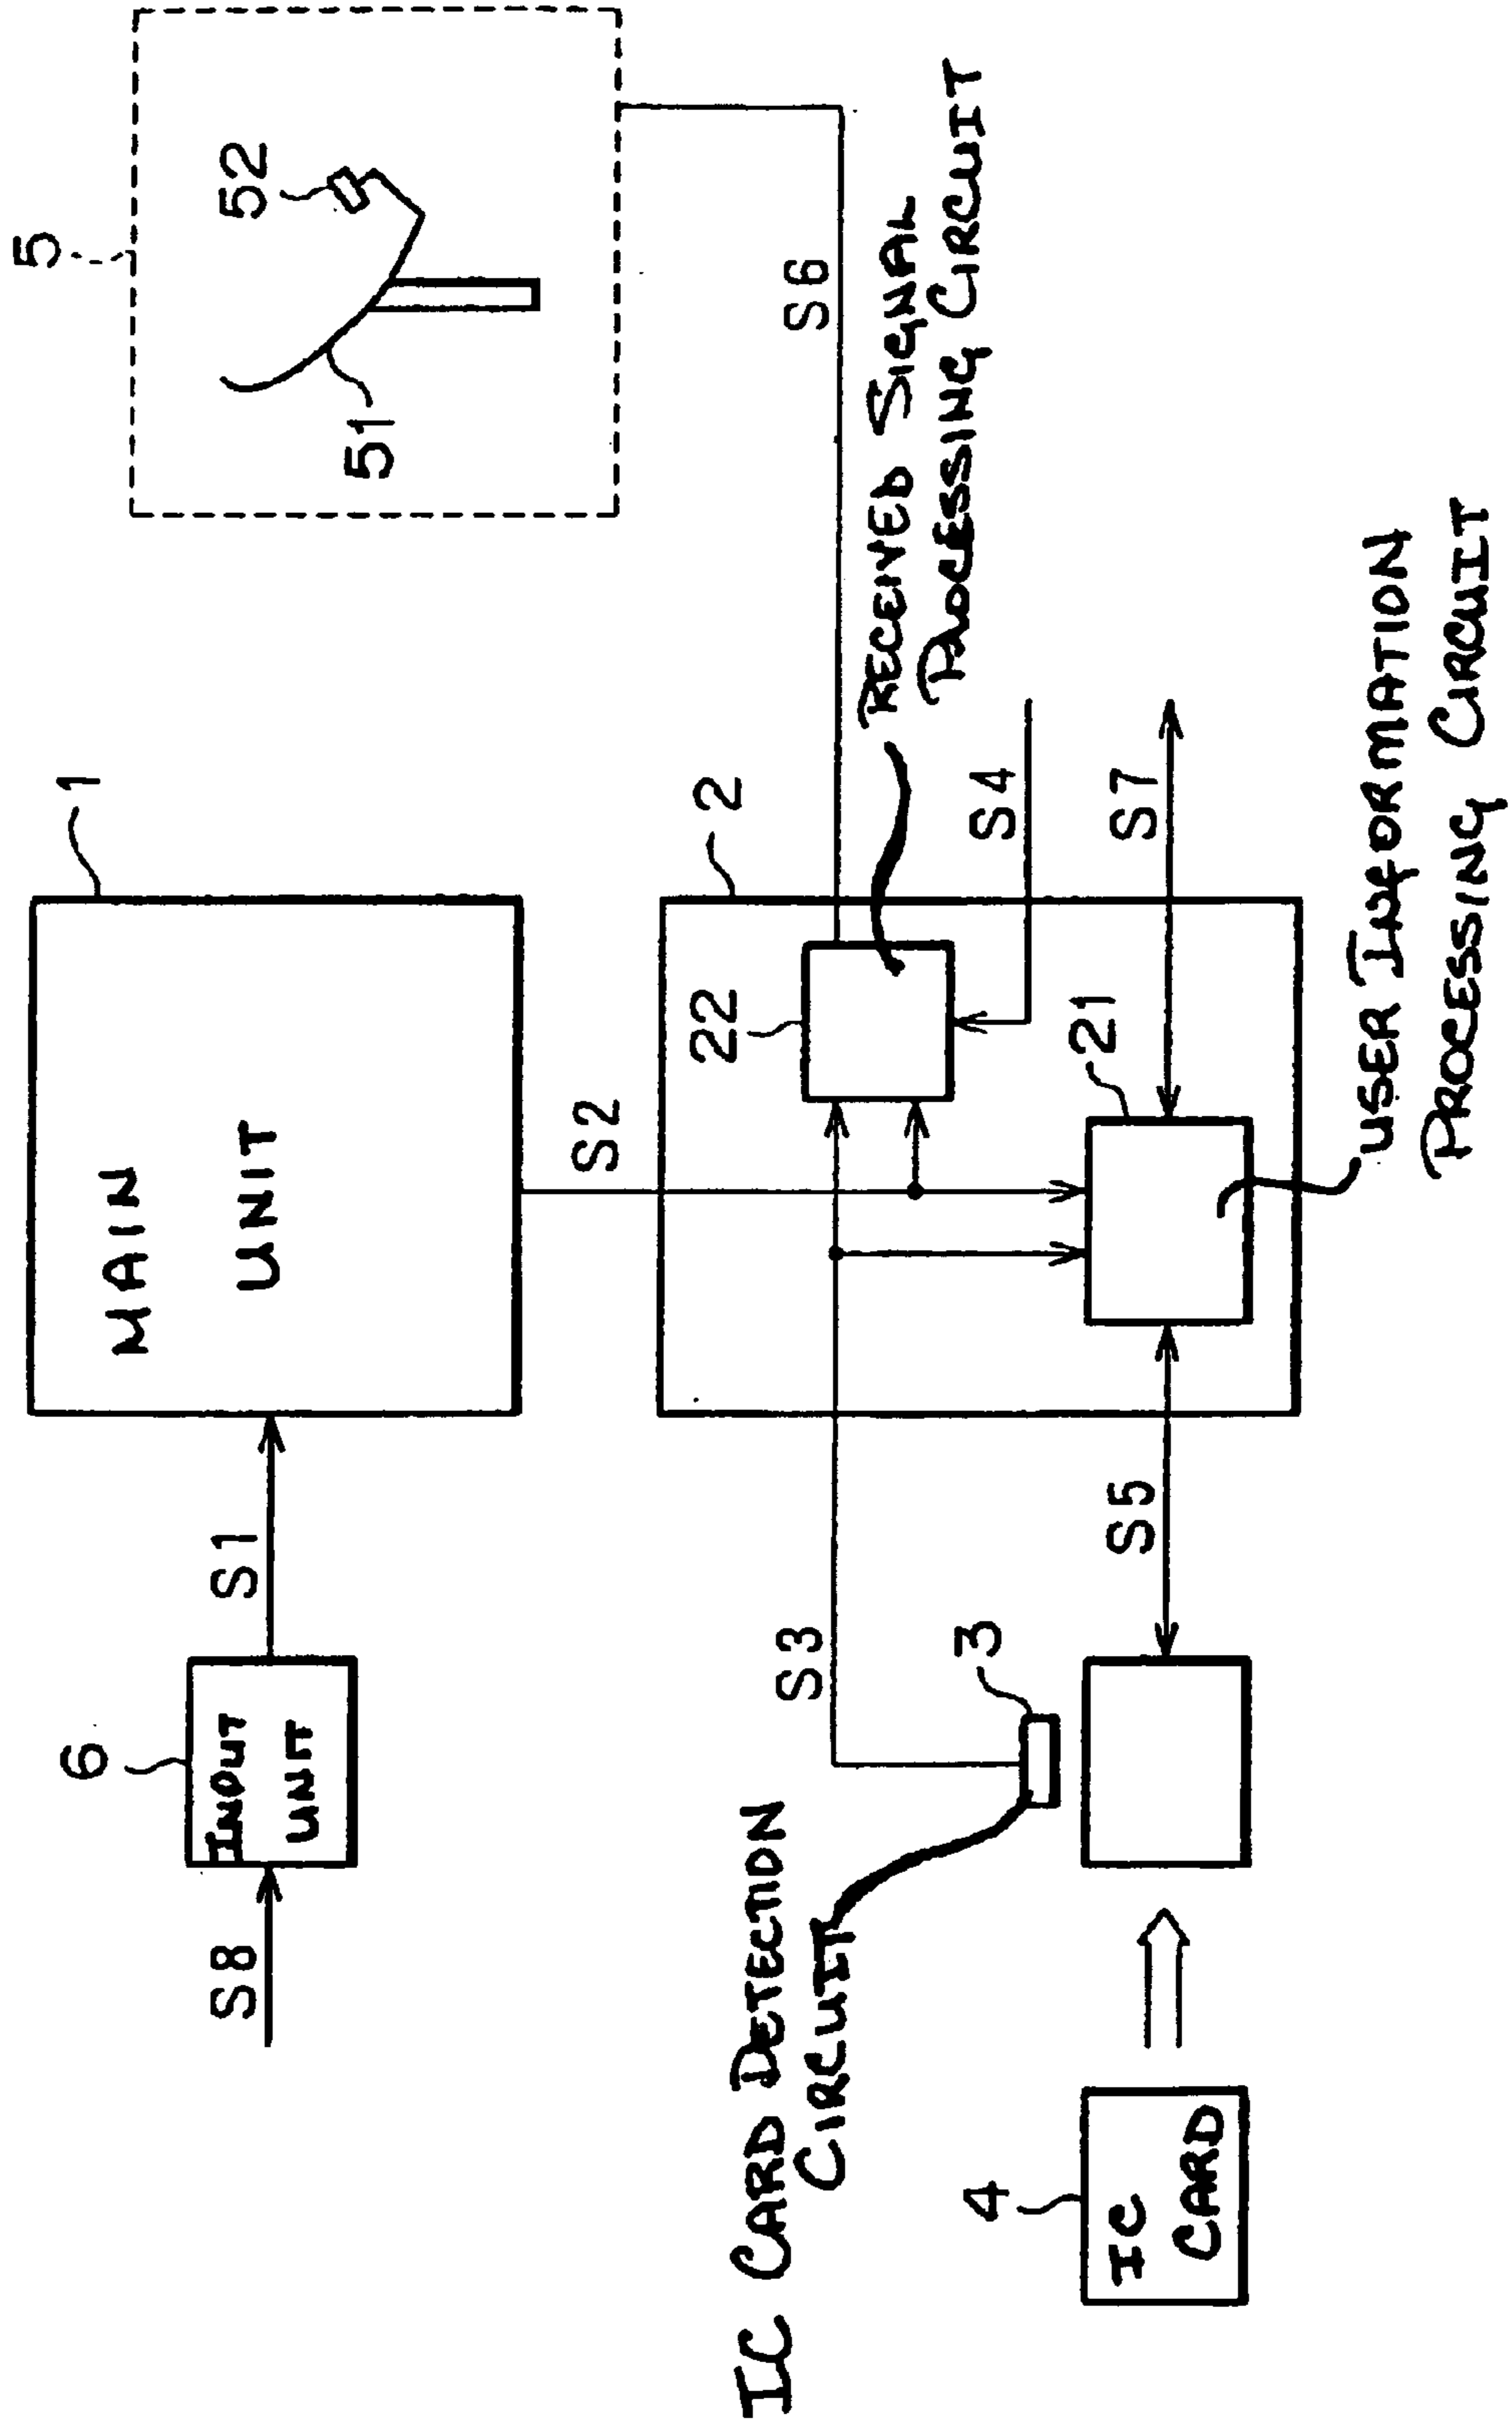 5
52
51
1
MAIN
UNIT
S1
6
INPUT
UNIT
S8
S2
S6
RECEIVED SIGNAL
PROCESSING CIRCUIT
2
22
S4
21
S7
USER INFORMATION
PROCESSING CIRCUIT
S3
3
S5
IC CARD DETECTION
CIRCUIT
4
IC
CARD